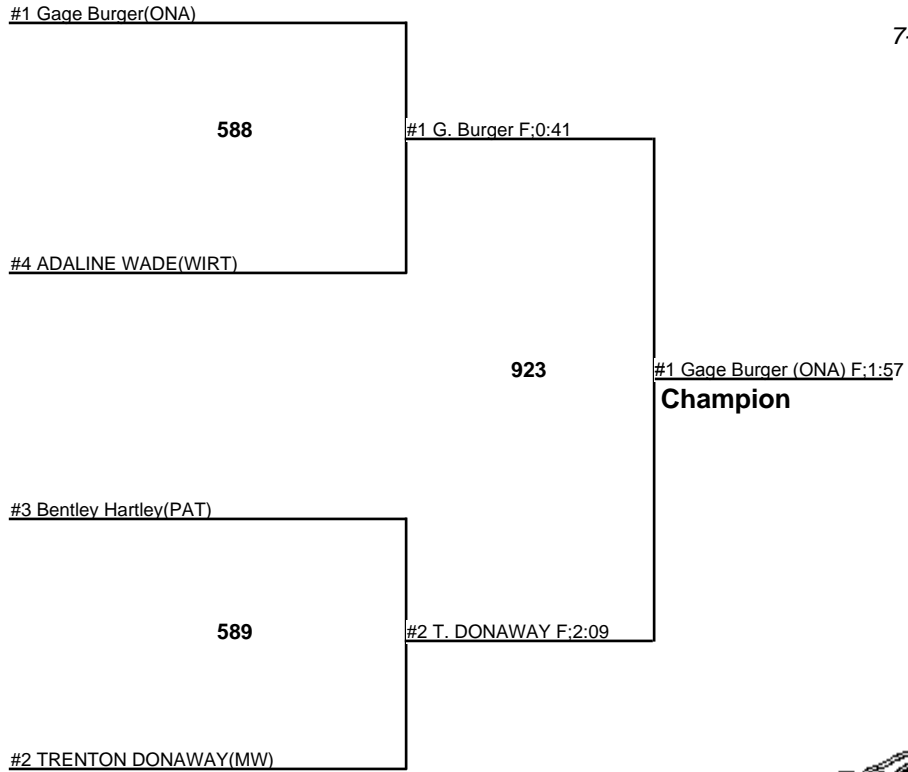 #1 Gage Burger(ONA)
7-
588
#1 G. Burger F;0:41
#4 ADALINE WADE(WIRT)
923
#1 Gage Burger (ONA) F;1:57
Champion
#3 Bentley Hartley(PAT)
589
#2 T. DONAWAY F;2:09
#2 TRENTON DONAWAY(MW)